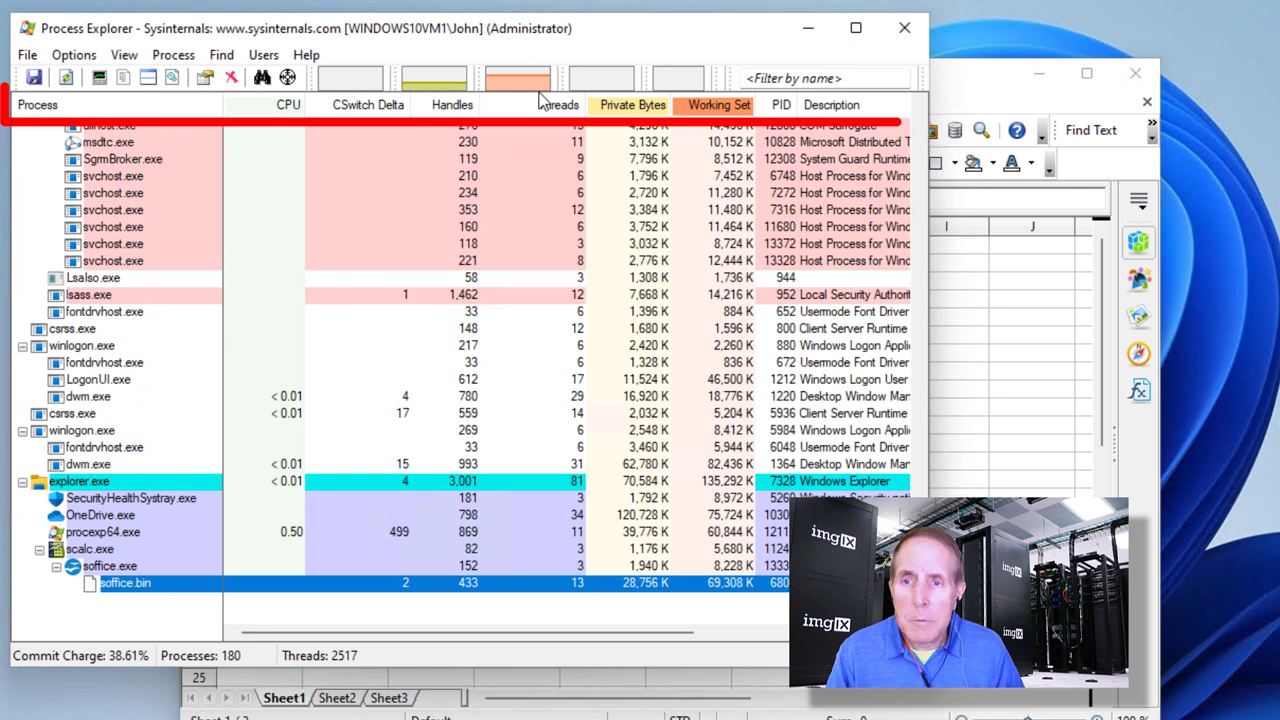 Process Explorer - Sysinternals: www.sysinternals.com [WINDOWS10VM1\John] (Administrator)
File Options View Process Find Users Help
<Filter by name>
Process CPU CSwitch Delta Handles Threads Private Bytes Working Set PID Description
msdtc.exe 230 11 3,132 K 10,152 K 10828 Microsoft Distributed T
SgrmBroker.exe 119 9 7,796 K 8,512 K 12308 System Guard Runtime
svchost.exe 210 6 1,796 K 7,452 K 6748 Host Process for Wind
svchost.exe 234 6 2,720 K 11,280 K 7272 Host Process for Wind
svchost.exe 353 12 3,384 K 11,480 K 7316 Host Process for Wind
svchost.exe 160 6 3,752 K 11,464 K 11680 Host Process for Wind
svchost.exe 118 3 3,032 K 8,724 K 13372 Host Process for Wind
svchost.exe 221 8 2,776 K 12,444 K 13328 Host Process for Wind
LsaIso.exe 58 3 1,308 K 1,736 K 944
lsass.exe 1 1,462 12 7,668 K 14,216 K 952 Local Security Authorit
fontdrvhost.exe 33 6 1,396 K 884 K 652 Usermode Font Driver
csrss.exe 148 12 1,680 K 1,596 K 800 Client Server Runtime
winlogon.exe 217 6 2,420 K 2,260 K 880 Windows Logon Applic
fontdrvhost.exe 33 6 1,328 K 836 K 672 Usermode Font Driver
LogonUI.exe 612 17 11,524 K 46,500 K 1212 Windows Logon User
dwm.exe < 0.01 4 780 29 16,920 K 18,776 K 1220 Desktop Window Mar
csrss.exe < 0.01 17 559 14 2,032 K 5,204 K 5936 Client Server Runtime
winlogon.exe 269 6 2,548 K 8,412 K 5984 Windows Logon Applic
fontdrvhost.exe 33 6 3,460 K 5,944 K 6048 Usermode Font Driver
dwm.exe < 0.01 15 993 31 62,780 K 82,436 K 1364 Desktop Window Mar
explorer.exe < 0.01 4 3,001 81 70,584 K 135,292 K 7328 Windows Explorer
SecurityHealthSystray.exe 181 3 1,792 K 8,972 K
OneDrive.exe 798 34 120,728 K 75,724 K
procexp64.exe 0.50 499 869 11 39,776 K 60,844 K
scalc.exe 82 3 1,176 K 5,680 K
soffice.exe 152 3 1,940 K 8,228 K
soffice.bin 2 433 13 28,756 K 69,308 K
Commit Charge: 38.61% Processes: 180 Threads: 2517
Find Text
I J
imgIX
imgIX
imgIX
imgIX
25
Sheet1 Sheet2 Sheet3